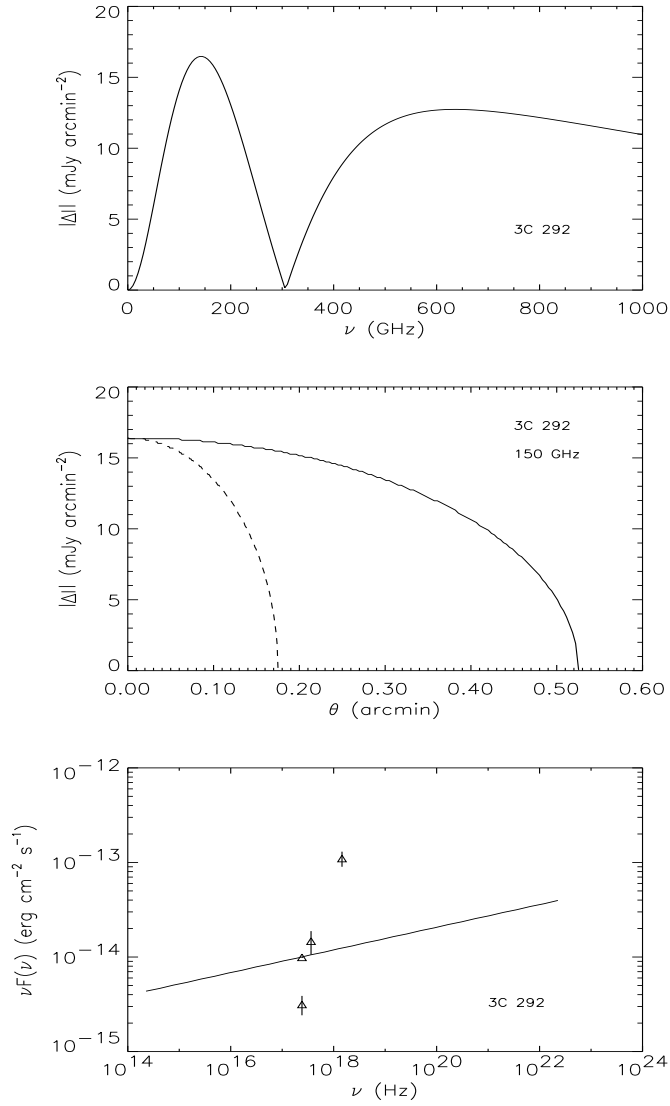 20
15
10
5
0
|ΔI| (mJy arcmin⁻²)
3C 292
0 200 400 600 800 1000
ν (GHz)
20
15
10
5
0
|ΔI| (mJy arcmin⁻²)
3C 292
150 GHz
0.00 0.10 0.20 0.30 0.40 0.50 0.60
θ (arcmin)
10⁻¹²
10⁻¹³
10⁻¹⁴
10⁻¹⁵
νF(ν) (erg cm⁻² s⁻¹)
3C 292
10¹⁴ 10¹⁶ 10¹⁸ 10²⁰ 10²² 10²⁴
ν (Hz)